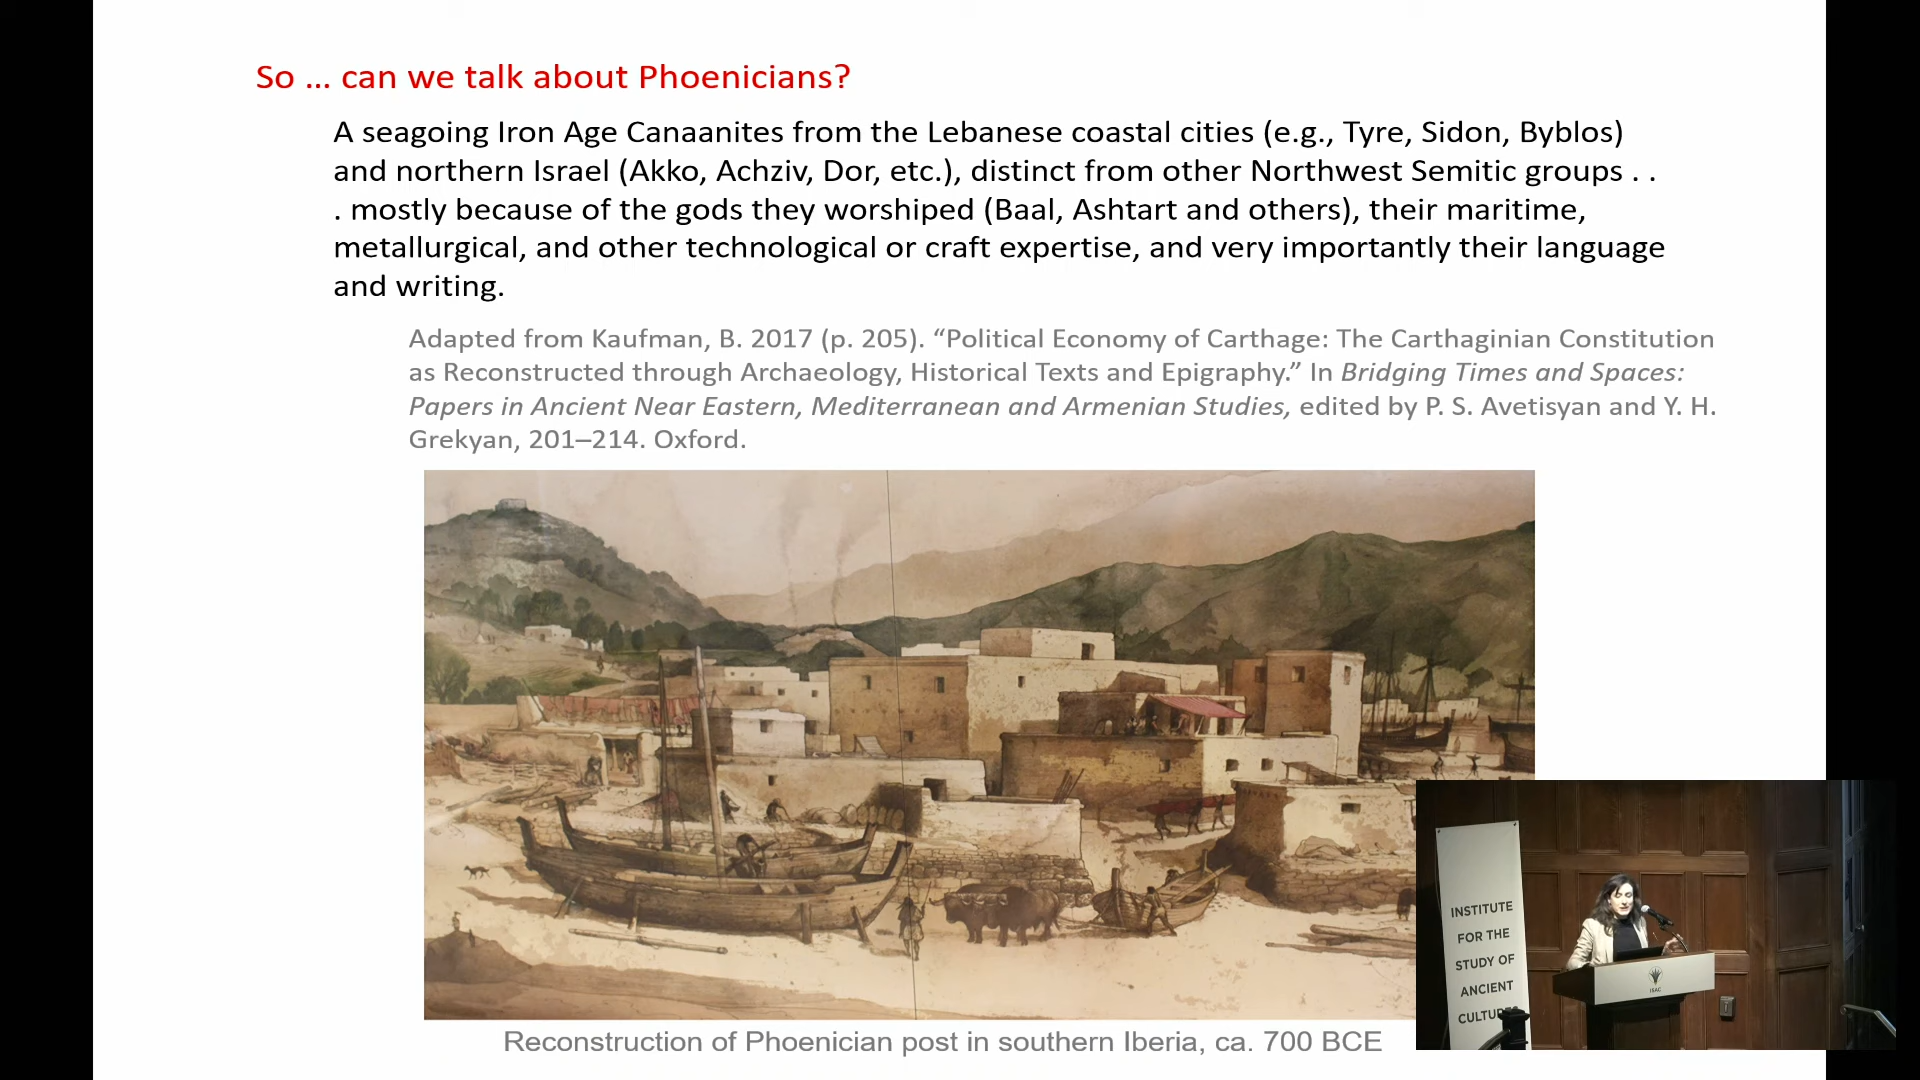 So … can we talk about Phoenicians?
A seagoing Iron Age Canaanites from the Lebanese coastal cities (e.g., Tyre, Sidon, Byblos)
and northern Israel (Akko, Achziv, Dor, etc.), distinct from other Northwest Semitic groups . .
. mostly because of the gods they worshiped (Baal, Ashtart and others), their maritime,
metallurgical, and other technological or craft expertise, and very importantly their language
and writing.
Adapted from Kaufman, B. 2017 (p. 205). “Political Economy of Carthage: The Carthaginian Constitution
as Reconstructed through Archaeology, Historical Texts and Epigraphy.” In Bridging Times and Spaces:
Papers in Ancient Near Eastern, Mediterranean and Armenian Studies, edited by P. S. Avetisyan and Y. H.
Grekyan, 201–214. Oxford.
Reconstruction of Phoenician post in southern Iberia, ca. 700 BCE
INSTITUTE
FOR THE
STUDY OF
ANCIENT
CULTURES
ISAC